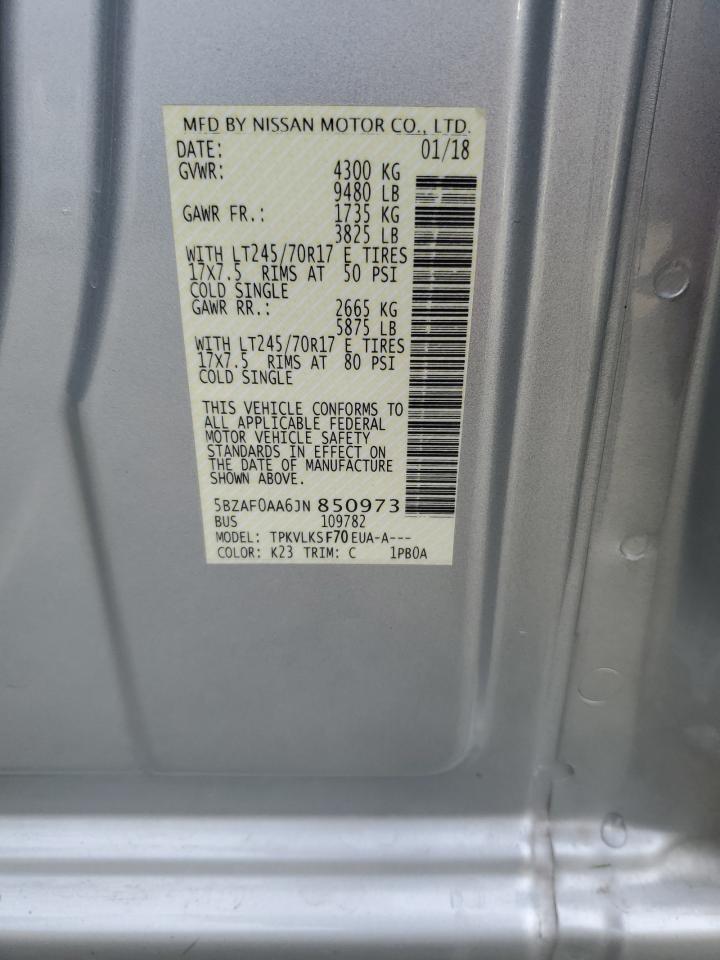 MFD BY NISSAN MOTOR CO., LTD.
DATE: 01/18
GVWR: 4300 KG
9480 LB
GAWR FR.: 1735 KG
3825 LB
WITH LT245/70R17 E TIRES
17X7.5 RIMS AT 50 PSI
COLD SINGLE
GAWR RR.: 2665 KG
5875 LB
WITH LT245/70R17 E TIRES
17X7.5 RIMS AT 80 PSI
COLD SINGLE
THIS VEHICLE CONFORMS TO
ALL APPLICABLE FEDERAL
MOTOR VEHICLE SAFETY
STANDARDS IN EFFECT ON
THE DATE OF MANUFACTURE
SHOWN ABOVE.
5BZAF0AA6JN850973
BUS 109782
MODEL: TPKVLKSF70EUA-A---
COLOR: K23 TRIM: C 1PB0A